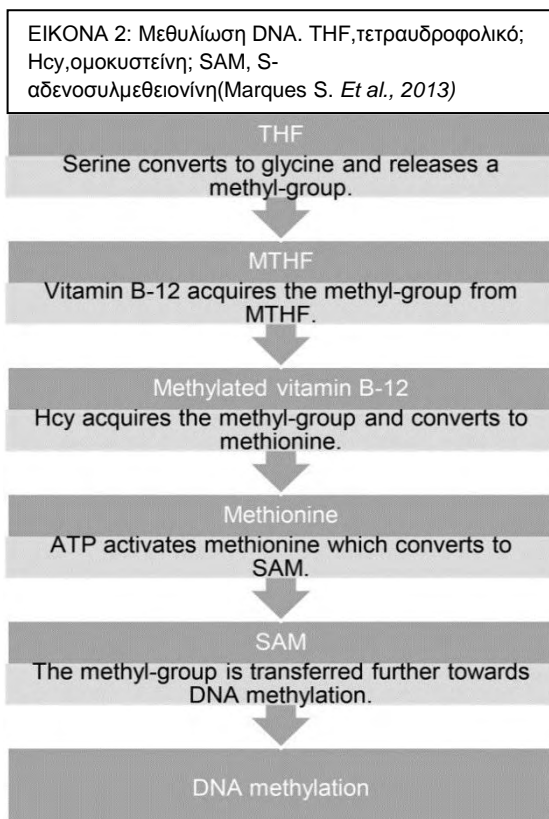 ΕΙΚΟΝΑ 2: Μεθυλίωση DNA. THF,τετραυδροφολικό;
Hcy,ομοκυστείνη; SAM, S-
αδενοσυλμεθειονίνη(Marques S. Et al., 2013)
THF
Serine converts to glycine and releases a
methyl-group.
MTHF
Vitamin B-12 acquires the methyl-group from
MTHF.
Methylated vitamin B-12
Hcy acquires the methyl-group and converts to
methionine.
Methionine
ATP activates methionine which converts to
SAM.
SAM
The methyl-group is transferred further towards
DNA methylation.
DNA methylation